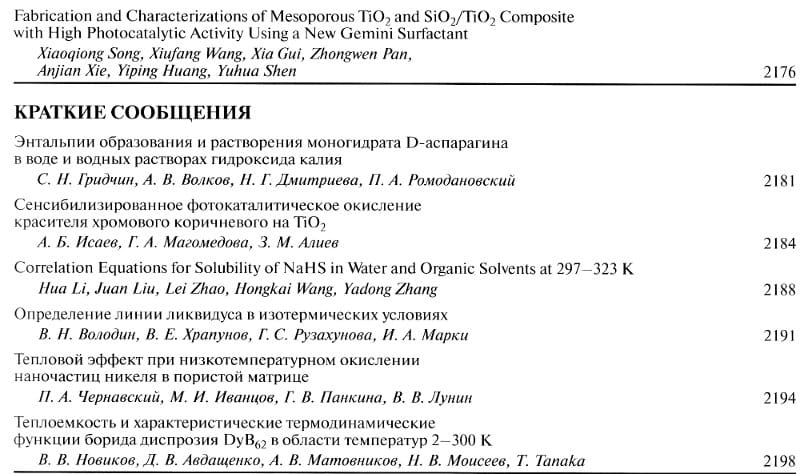 Fabrication and Characterizations of Mesoporous TiO₂ and SiO₂/TiO₂ Composite
with High Photocatalytic Activity Using a New Gemini Surfactant
Xiaoqiong Song, Xiufang Wang, Xia Gui, Zhongwen Pan,
Anjian Xie, Yiping Huang, Yuhua Shen 2176
КРАТКИЕ СООБЩЕНИЯ
Энтальпии образования и растворения моногидрата D-аспарагина
в воде и водных растворах гидроксида калия
С. Н. Гридчин, А. В. Волков, Н. Г. Дмитриева, П. А. Ромодановский 2181
Сенсибилизированное фотокаталитическое окисление
красителя хромового коричневого на TiO₂
А. Б. Исаев, Г. А. Магомедова, З. М. Алиев 2184
Correlation Equations for Solubility of NaHS in Water and Organic Solvents at 297–323 K
Hua Li, Juan Liu, Lei Zhao, Hongkai Wang, Yadong Zhang 2188
Определение линии ликвидуса в изотермических условиях
В. Н. Володин, В. Е. Храпунов, Г. С. Рузахунова, И. А. Марки 2191
Тепловой эффект при низкотемпературном окислении
наночастиц никеля в пористой матрице
П. А. Чернавский, М. И. Иванцов, Г. В. Панкина, В. В. Лунин 2194
Теплоемкость и характеристические термодинамические
функции борида диспрозия DyB₆₂ в области температур 2–300 K
В. В. Новиков, Д. В. Авдащенко, А. В. Матовников, Н. В. Моисеев, T. Tanaka 2198